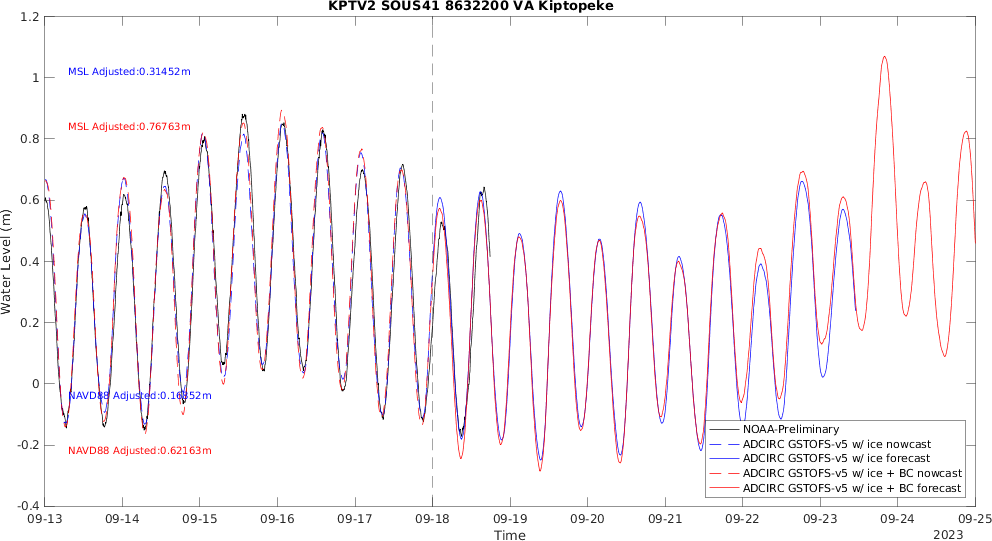 KPTV2 SOUS41 8632200 VA Kiptopeke
1.2
1
0.8
0.6
0.4
0.2
0
-0.2
-0.4
Water Level (m)
MSL Adjusted:0.31452m
MSL Adjusted:0.76763m
NAVD88 Adjusted:0.16852m
NAVD88 Adjusted:0.62163m
NOAA-Preliminary
ADCIRC GSTOFS-v5 w/ ice nowcast
ADCIRC GSTOFS-v5 w/ ice forecast
ADCIRC GSTOFS-v5 w/ ice + BC nowcast
ADCIRC GSTOFS-v5 w/ ice + BC forecast
09-13 09-14 09-15 09-16 09-17 09-18 09-19 09-20 09-21 09-22 09-23 09-24 09-25
Time
2023